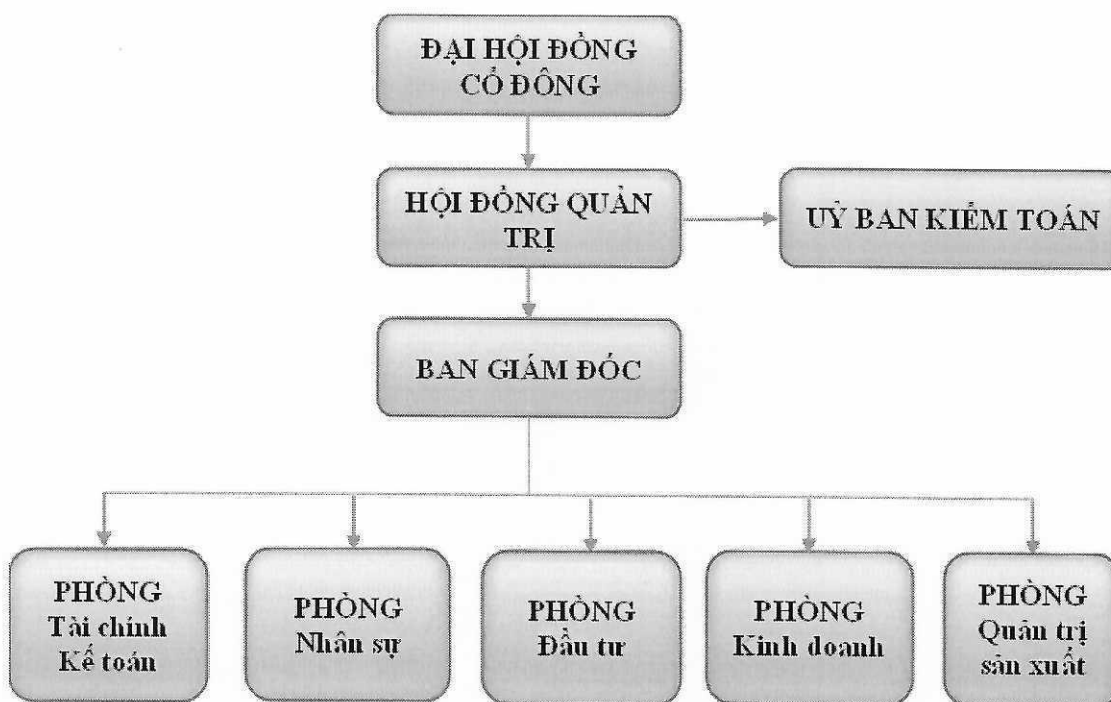 ĐẠI HỘI ĐỒNG
CỔ ĐÔNG
HỘI ĐỒNG QUẢN
TRỊ
UỶ BAN KIỂM TOÁN
BAN GIÁM ĐỐC
PHÒNG
Tài chính
Kế toán
PHÒNG
Nhân sự
PHÒNG
Đầu tư
PHÒNG
Kinh doanh
PHÒNG
Quản trị
sản xuất